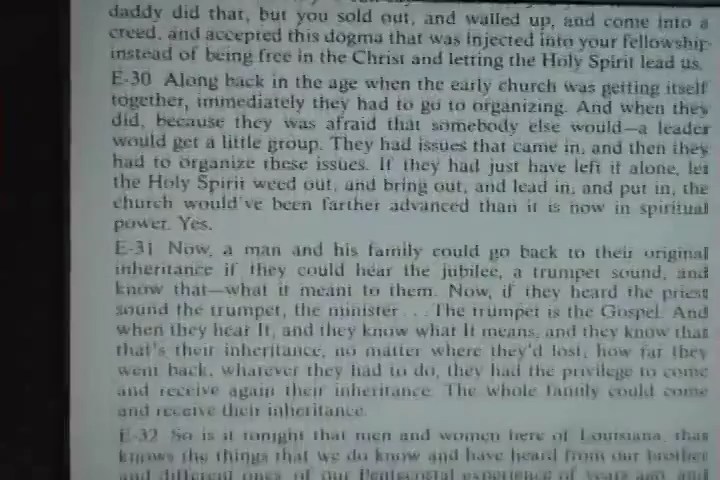 daddy did that, but you sold out, and walled up, and come into a
creed, and accepted this dogma that was injected into your fellowship
instead of being free in the Christ and letting the Holy Spirit lead us.
E-30 Along back in the age when the early church was getting itself
together, immediately they had to go to organizing. And when they
did, because they was afraid that somebody else would—a leader
would get a little group. They had issues that came in, and then they
had to organize these issues. If they had just have left it alone, let
the Holy Spirit weed out, and bring out, and lead in, and put in, the
church would've been farther advanced than it is now in spiritual
power. Yes.
E-31 Now, a man and his family could go back to their original
inheritance if they could hear the jubilee, a trumpet sound, and
know that—what it meant to them. Now, if they heard the priest
sound the trumpet, the minister . . . The trumpet is the Gospel. And
when they hear It, and they know what It means, and they know that
that's their inheritance, no matter where they'd lost, how far they
went back, whatever they had to do, they had the privilege to come
and receive again their inheritance. The whole family could come
and receive their inheritance.
E-32 So is it tonight that men and women here of Louisiana, that
knows the things that we do know and have heard from our brother
and different ones of our Pentecostal experience of years ago and